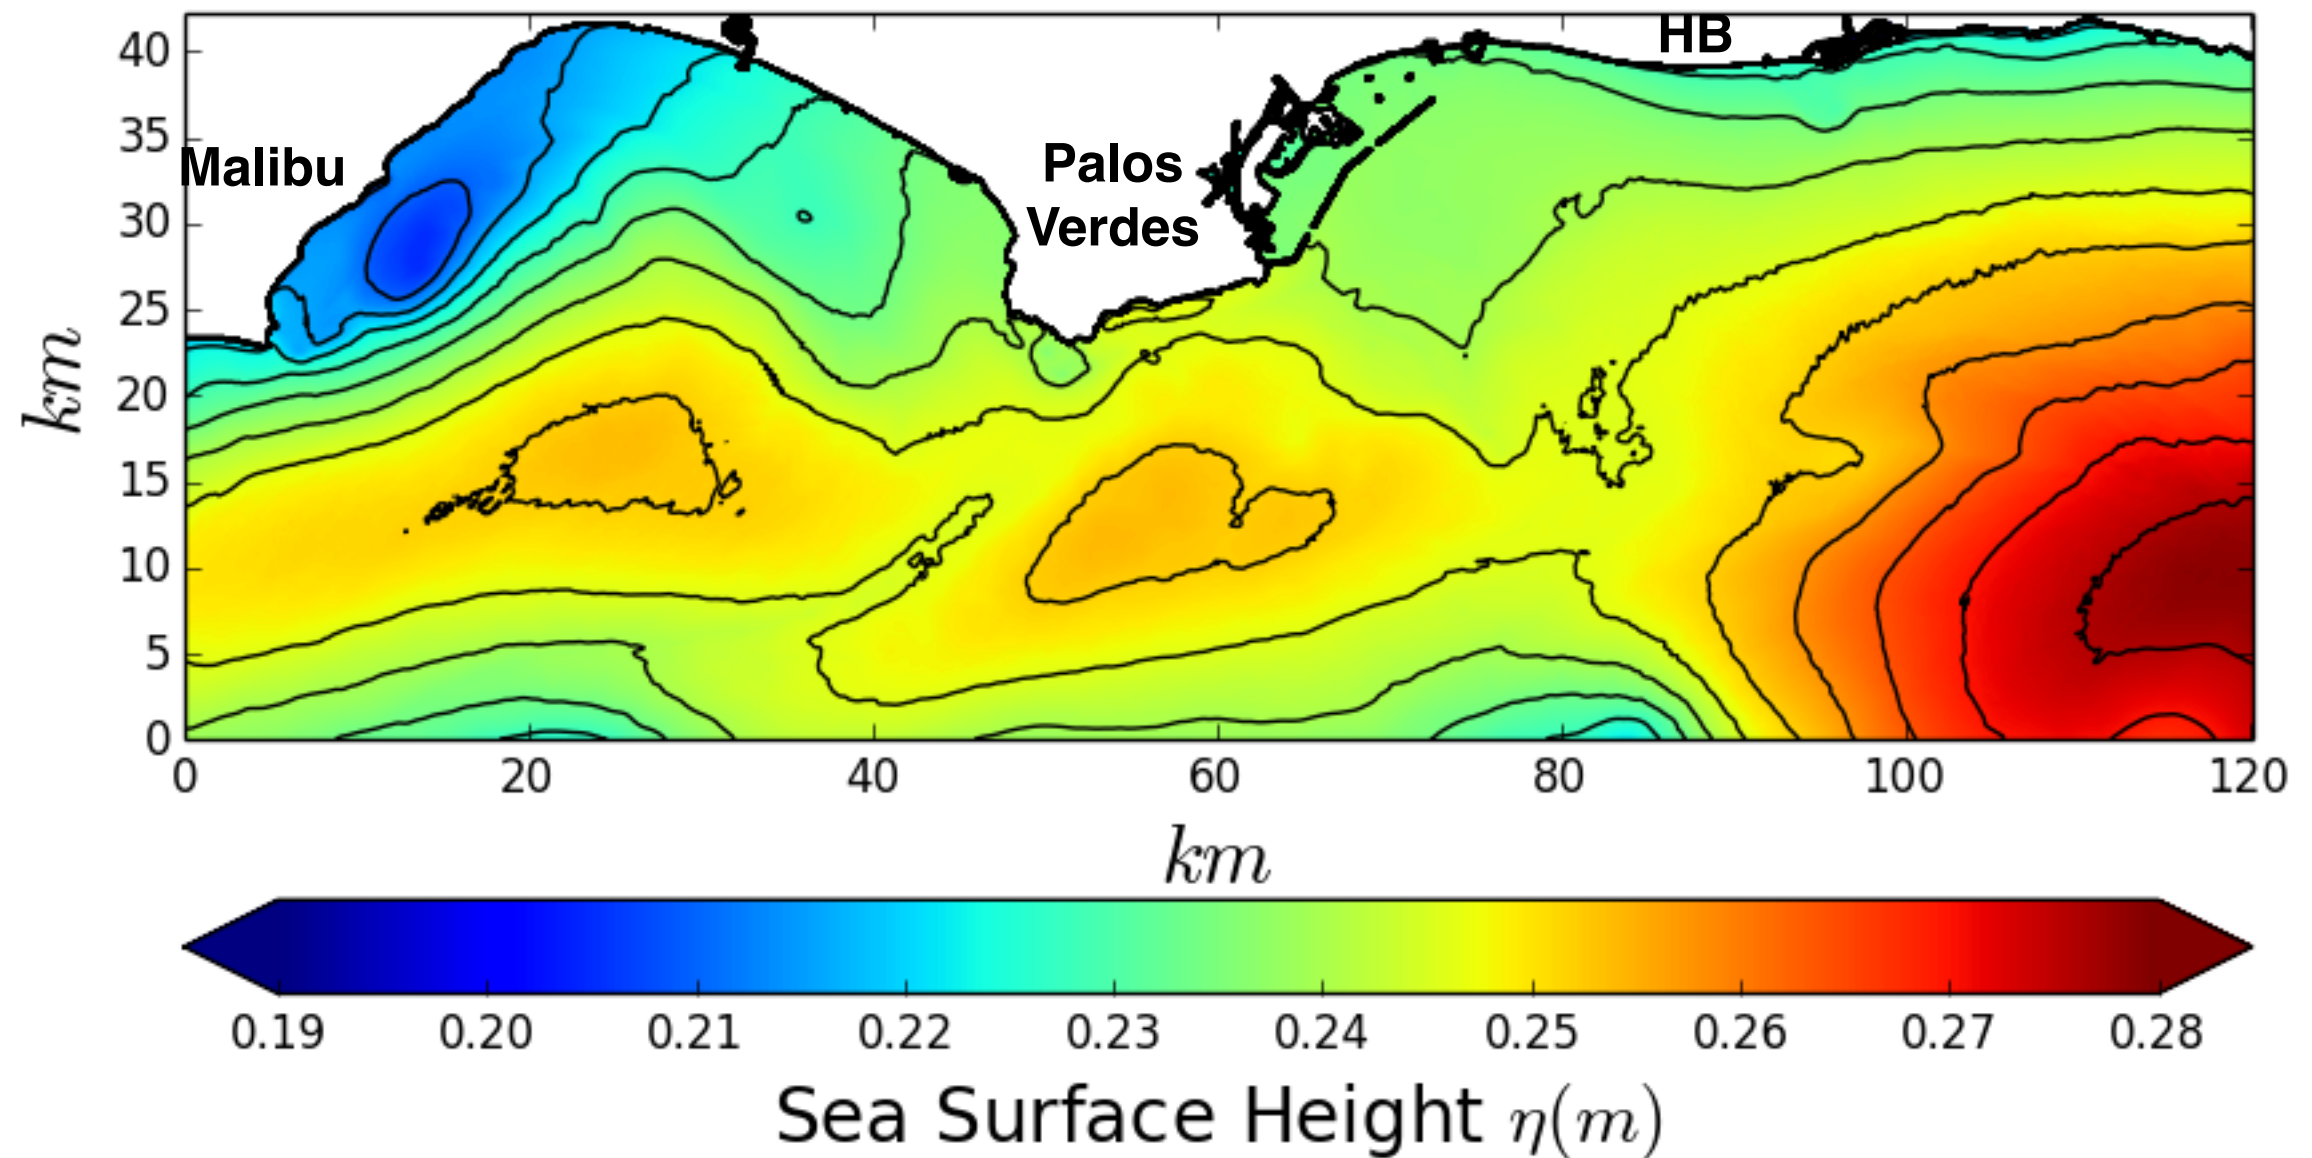 HB
40
35
Malibu
Palos
30
Verdes
25
km
20
15
10
5
0
0 20 40 60 80 100 120
km
0.19 0.20 0.21 0.22 0.23 0.24 0.25 0.26 0.27 0.28
Sea Surface Height η(m)